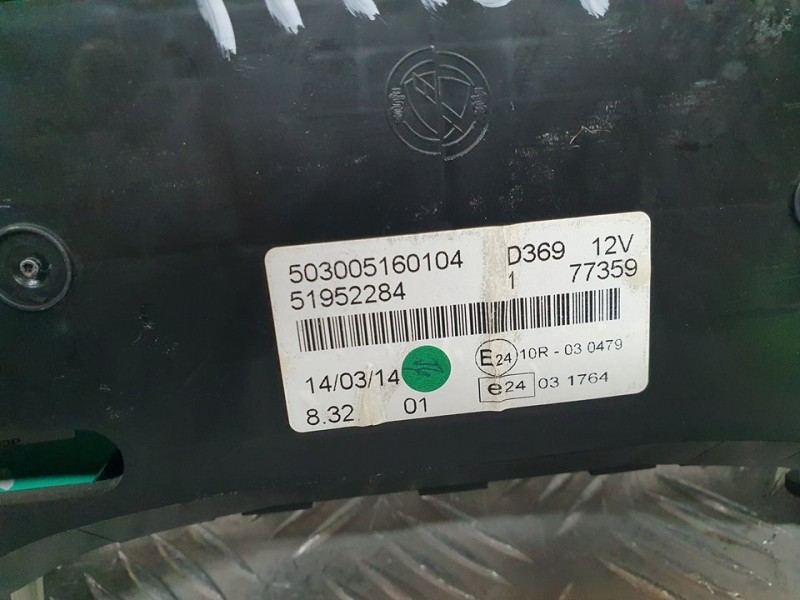 503005160104 D369 12V
51952284 1 77359
14/03/14 E24 10R - 03 0479
8.32 01 e24 03 1764